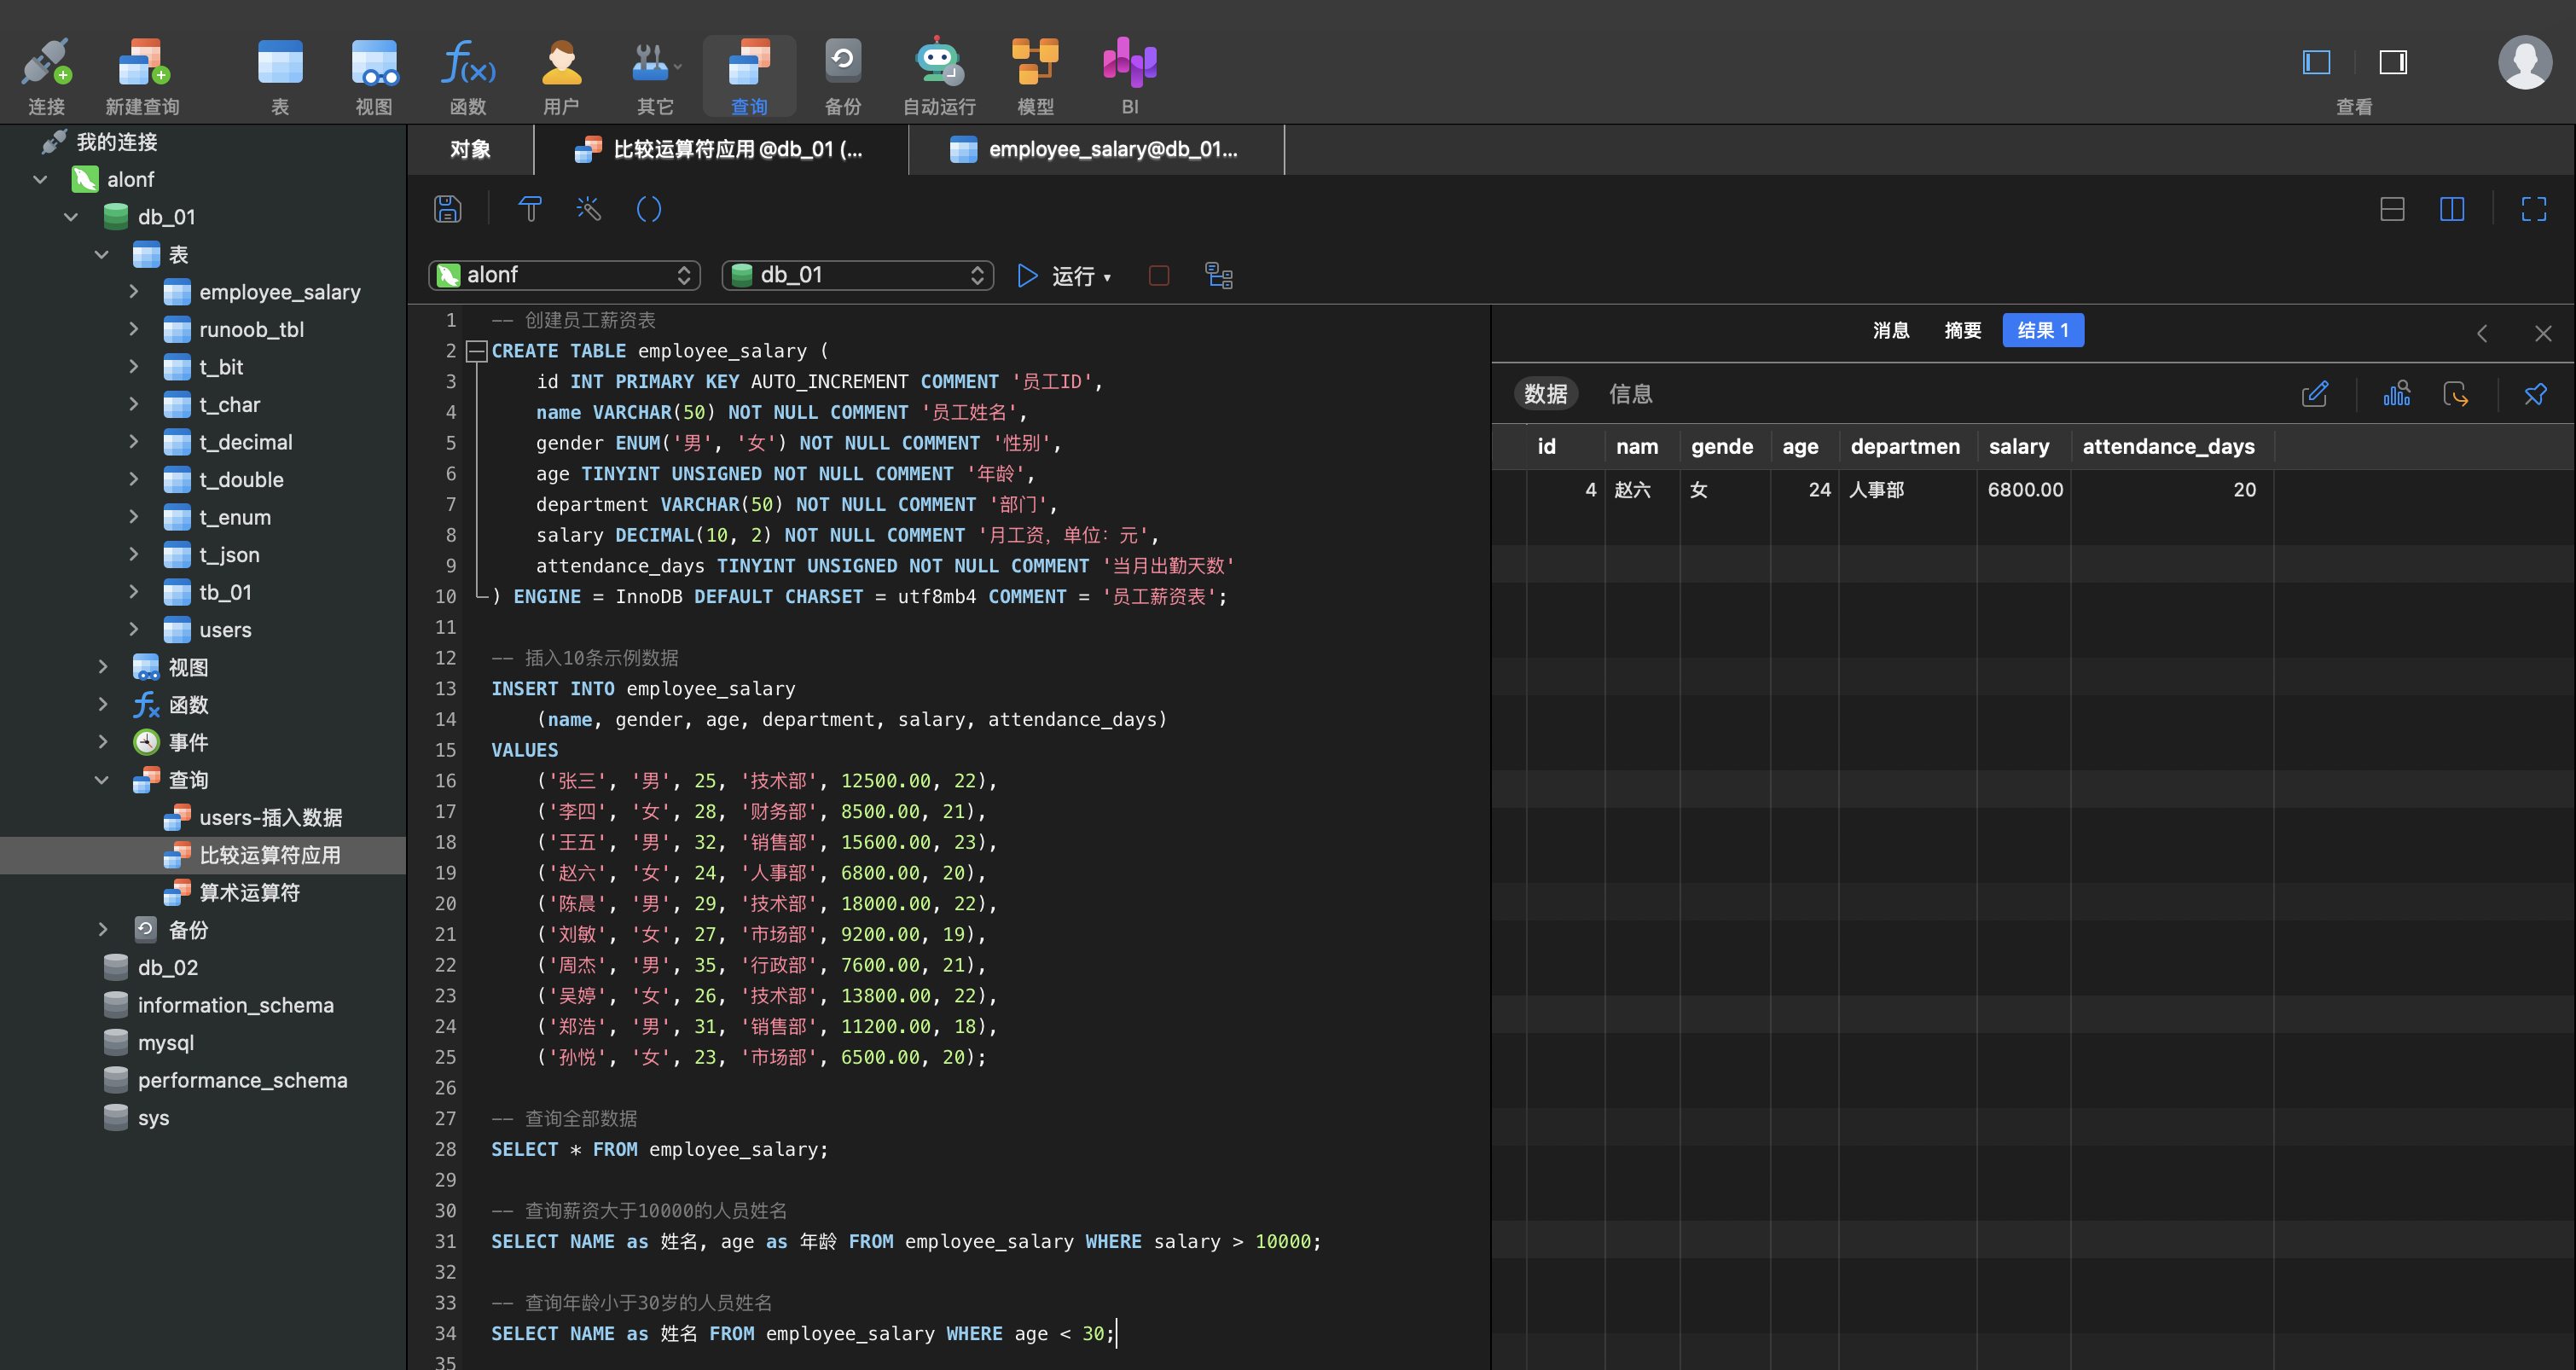 连接 新建查询 表 视图 函数 用户 其它 查询 备份 自动运行 模型 BI 查看
我的连接
alonf
db_01
表
employee_salary
runoob_tbl
t_bit
t_char
t_decimal
t_double
t_enum
t_json
tb_01
users
视图
函数
事件
查询
users-插入数据
比较运算符应用
算术运算符
备份
db_02
information_schema
mysql
performance_schema
sys
对象 比较运算符应用 @db_01 (... employee_salary@db_01...
alonf db_01 运行
1 -- 创建员工薪资表
2 CREATE TABLE employee_salary (
3 id INT PRIMARY KEY AUTO_INCREMENT COMMENT '员工ID',
4 name VARCHAR(50) NOT NULL COMMENT '员工姓名',
5 gender ENUM('男', '女') NOT NULL COMMENT '性别',
6 age TINYINT UNSIGNED NOT NULL COMMENT '年龄',
7 department VARCHAR(50) NOT NULL COMMENT '部门',
8 salary DECIMAL(10, 2) NOT NULL COMMENT '月工资，单位：元',
9 attendance_days TINYINT UNSIGNED NOT NULL COMMENT '当月出勤天数'
10 ) ENGINE = InnoDB DEFAULT CHARSET = utf8mb4 COMMENT = '员工薪资表';
11
12 -- 插入10条示例数据
13 INSERT INTO employee_salary
14 (name, gender, age, department, salary, attendance_days)
15 VALUES
16 ('张三', '男', 25, '技术部', 12500.00, 22),
17 ('李四', '女', 28, '财务部', 8500.00, 21),
18 ('王五', '男', 32, '销售部', 15600.00, 23),
19 ('赵六', '女', 24, '人事部', 6800.00, 20),
20 ('陈晨', '男', 29, '技术部', 18000.00, 22),
21 ('刘敏', '女', 27, '市场部', 9200.00, 19),
22 ('周杰', '男', 35, '行政部', 7600.00, 21),
23 ('吴婷', '女', 26, '技术部', 13800.00, 22),
24 ('郑浩', '男', 31, '销售部', 11200.00, 18),
25 ('孙悦', '女', 23, '市场部', 6500.00, 20);
26
27 -- 查询全部数据
28 SELECT * FROM employee_salary;
29
30 -- 查询薪资大于10000的人员姓名
31 SELECT NAME as 姓名, age as 年龄 FROM employee_salary WHERE salary > 10000;
32
33 -- 查询年龄小于30岁的人员姓名
34 SELECT NAME as 姓名 FROM employee_salary WHERE age < 30;
35
消息 摘要 结果 1
数据 信息
id nam gende age departmen salary attendance_days
4 赵六 女 24 人事部 6800.00 20